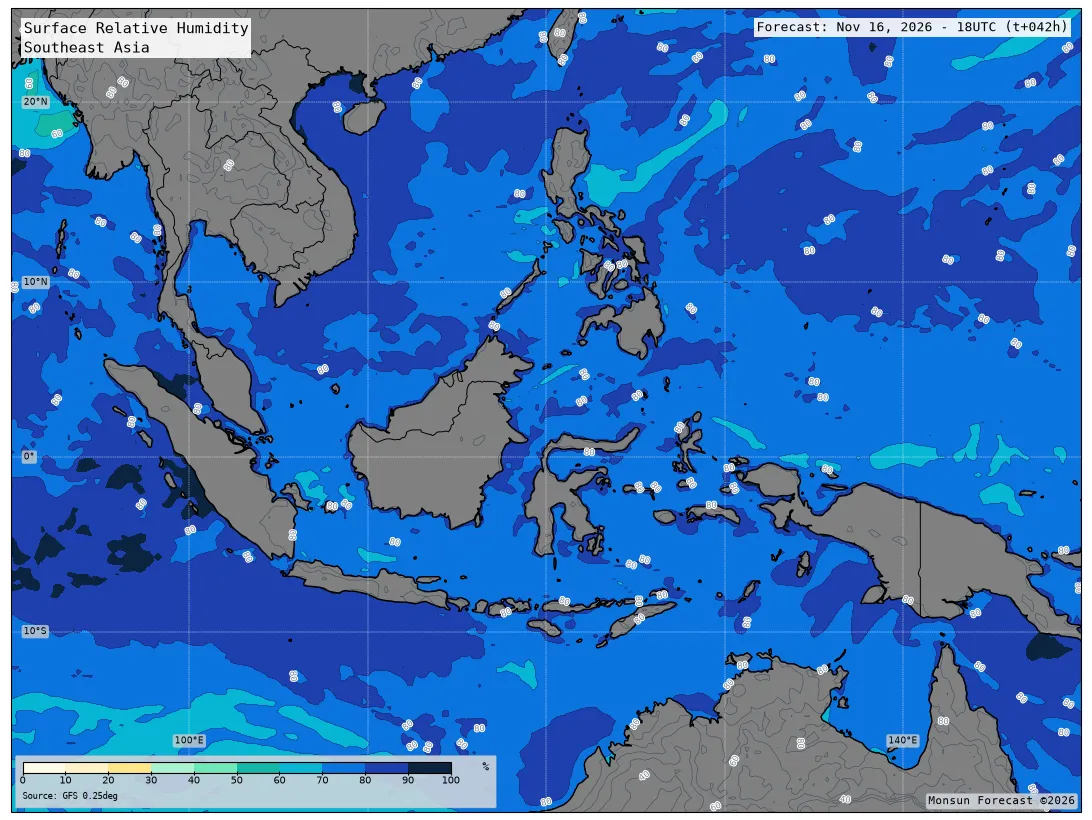 Surface Relative Humidity
Southeast Asia
Forecast: Nov 16, 2026 - 18UTC (t+042h)
20°N
10°N
0°
10°S
100°E
140°E
0 10 20 30 40 50 60 70 80 90 100
%
Source: GFS 0.25deg
Monsun Forecast ©2026